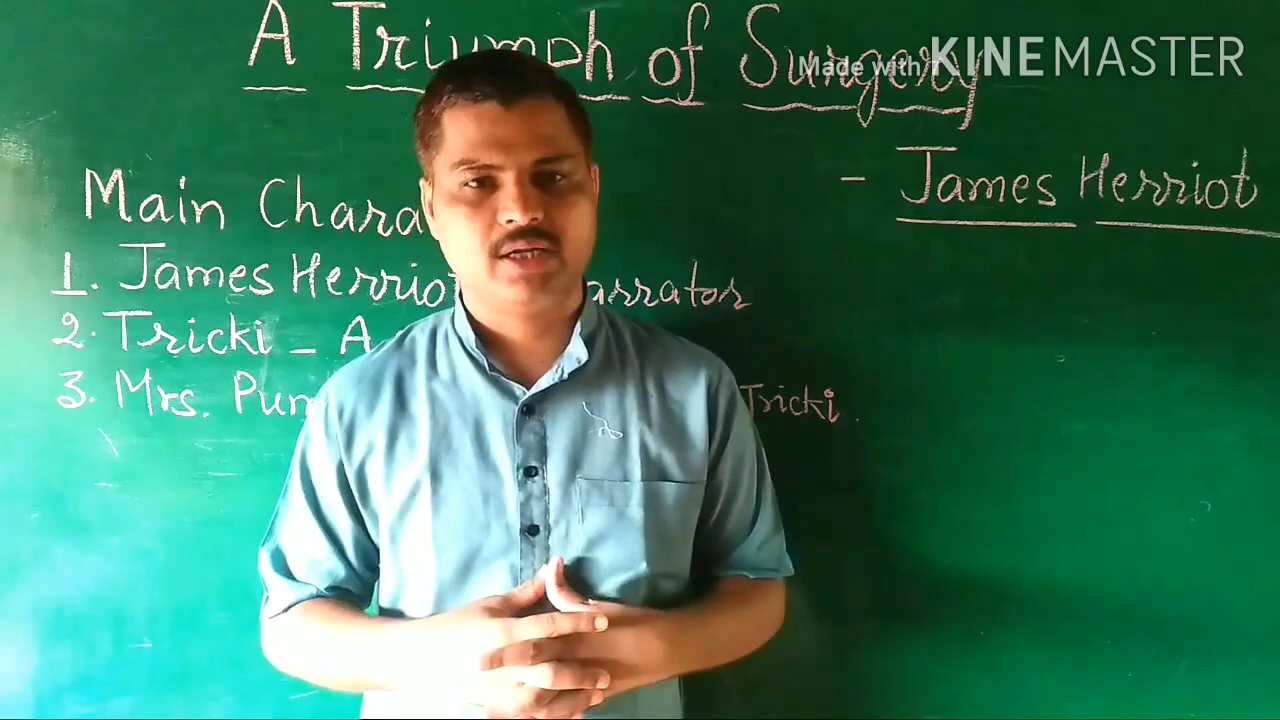 A Triumph of Surgery
Made with KINEMASTER
- James Herriot
Main Chara
1. James Herriot arrator
2. Tricki - A
3. Mrs. Pum Tricki.